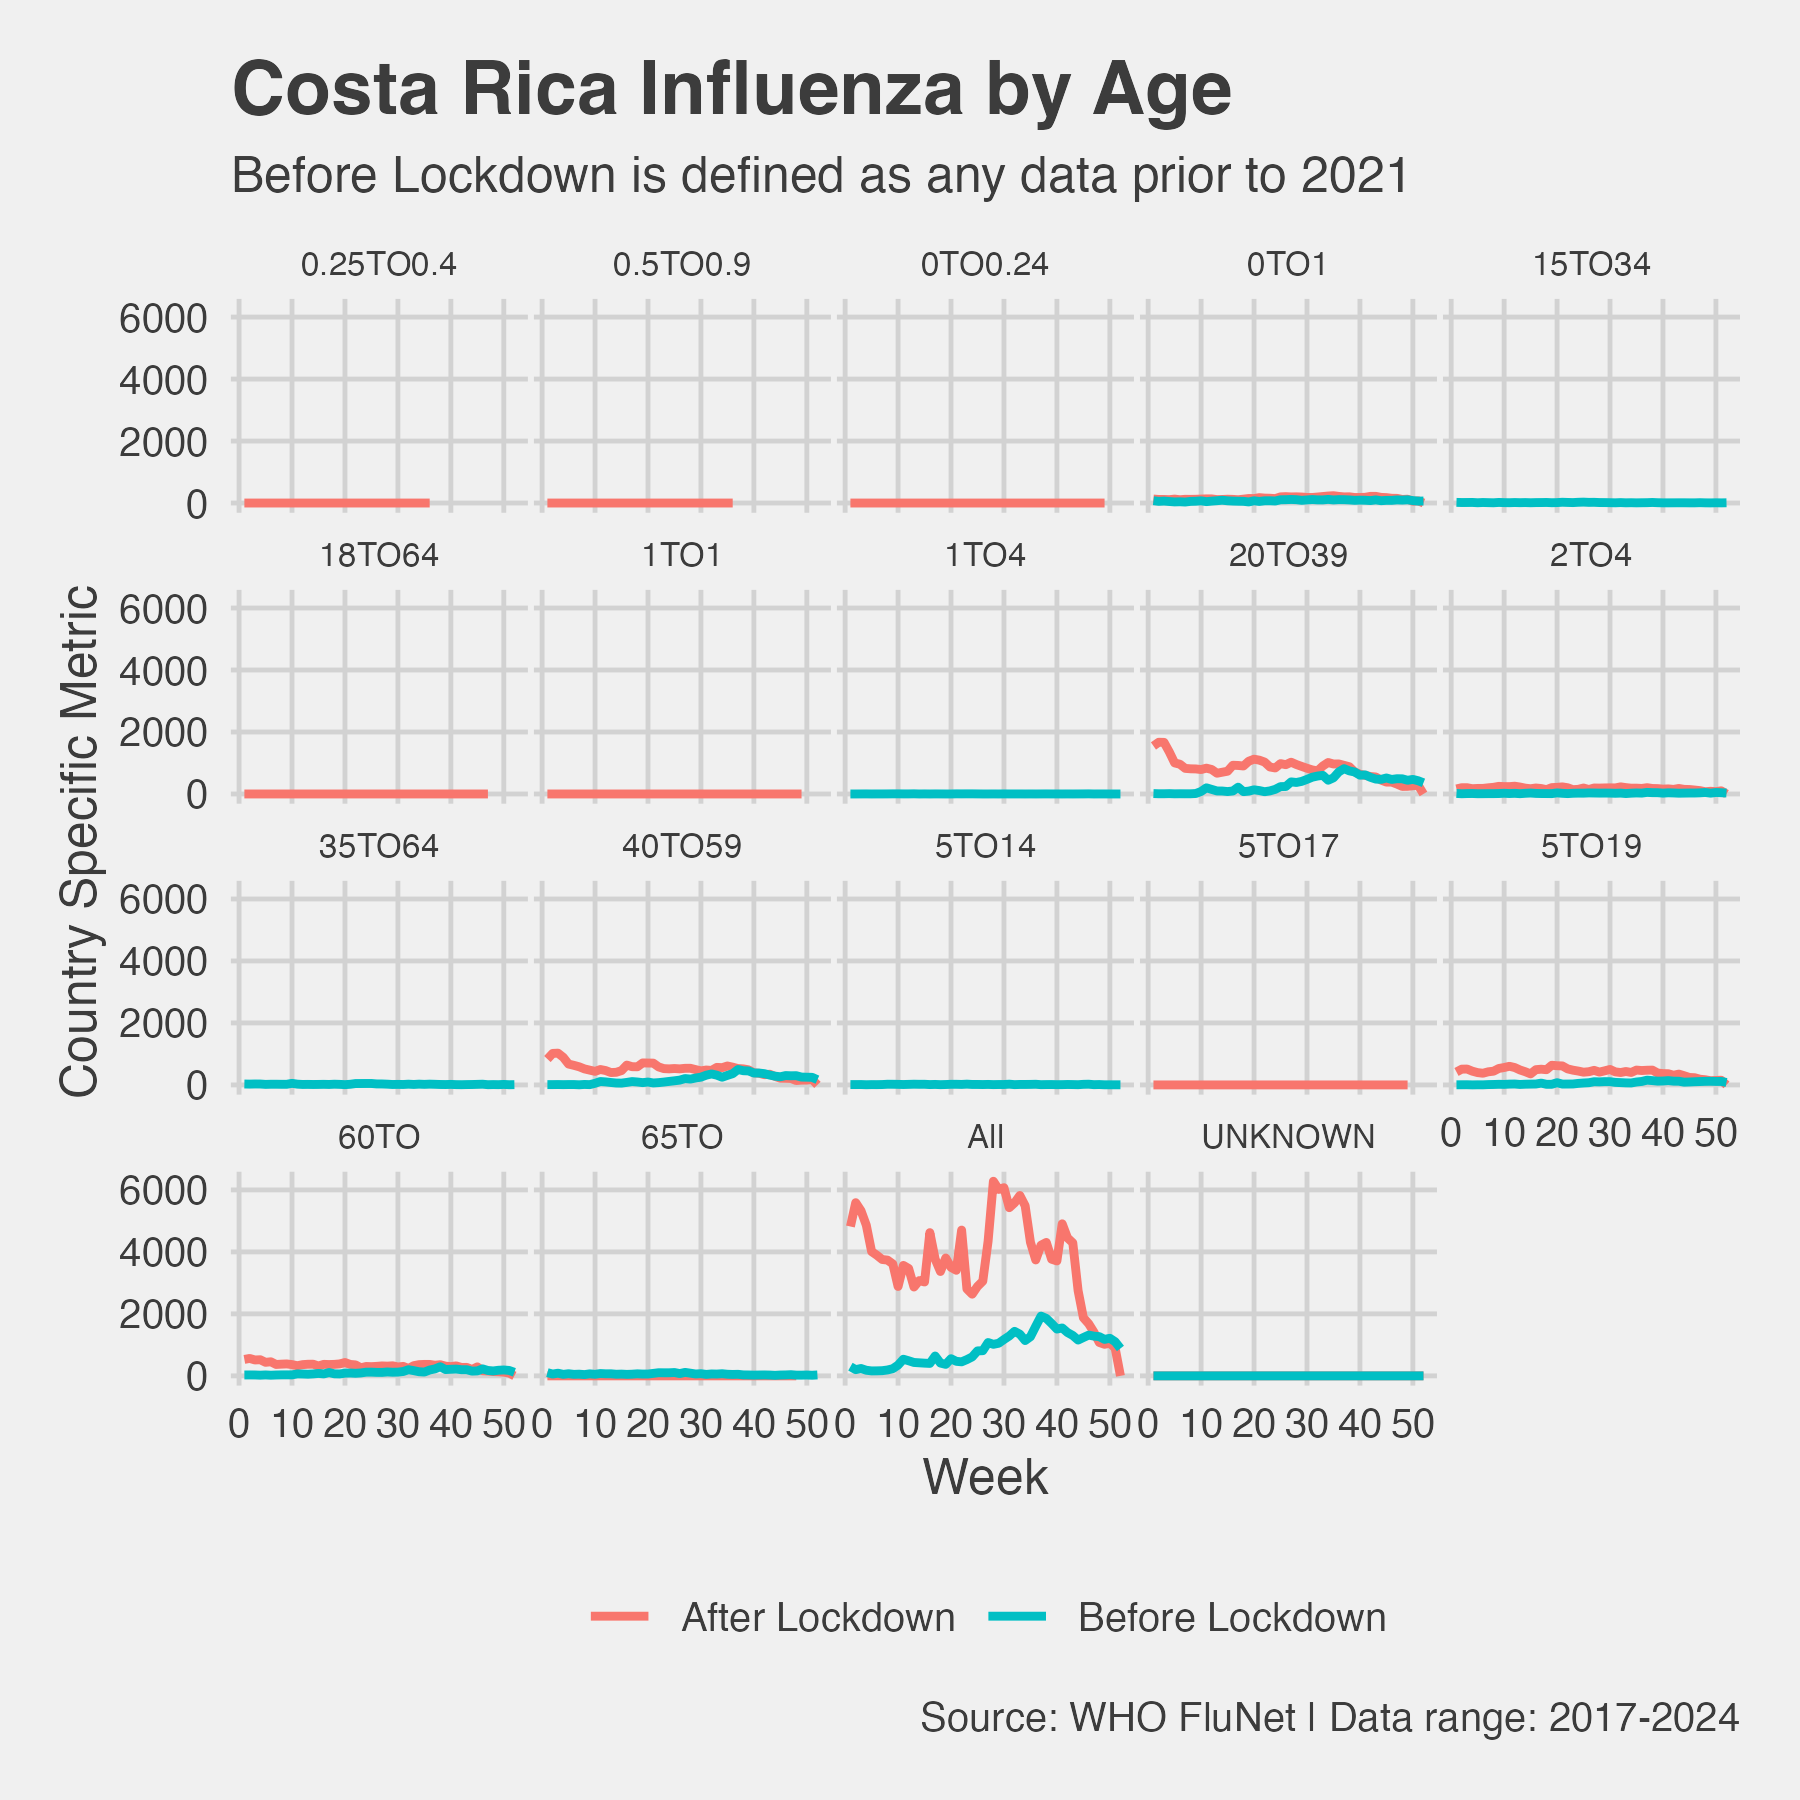 Costa Rica Influenza by Age
Before Lockdown is defined as any data prior to 2021
0.25TO0.4 0.5TO0.9 0TO0.24 0TO1 15TO34
6000
4000
2000
0
18TO64 1TO1 1TO4 20TO39 2TO4
6000
4000
2000
0
Country Specific Metric
35TO64 40TO59 5TO14 5TO17 5TO19
6000
4000
2000
0
0 10 20 30 40 50
60TO 65TO All UNKNOWN
6000
4000
2000
0
0 10 20 30 40 50 0 10 20 30 40 50 0 10 20 30 40 50 0 10 20 30 40 50
Week
After Lockdown Before Lockdown
Source: WHO FluNet | Data range: 2017-2024